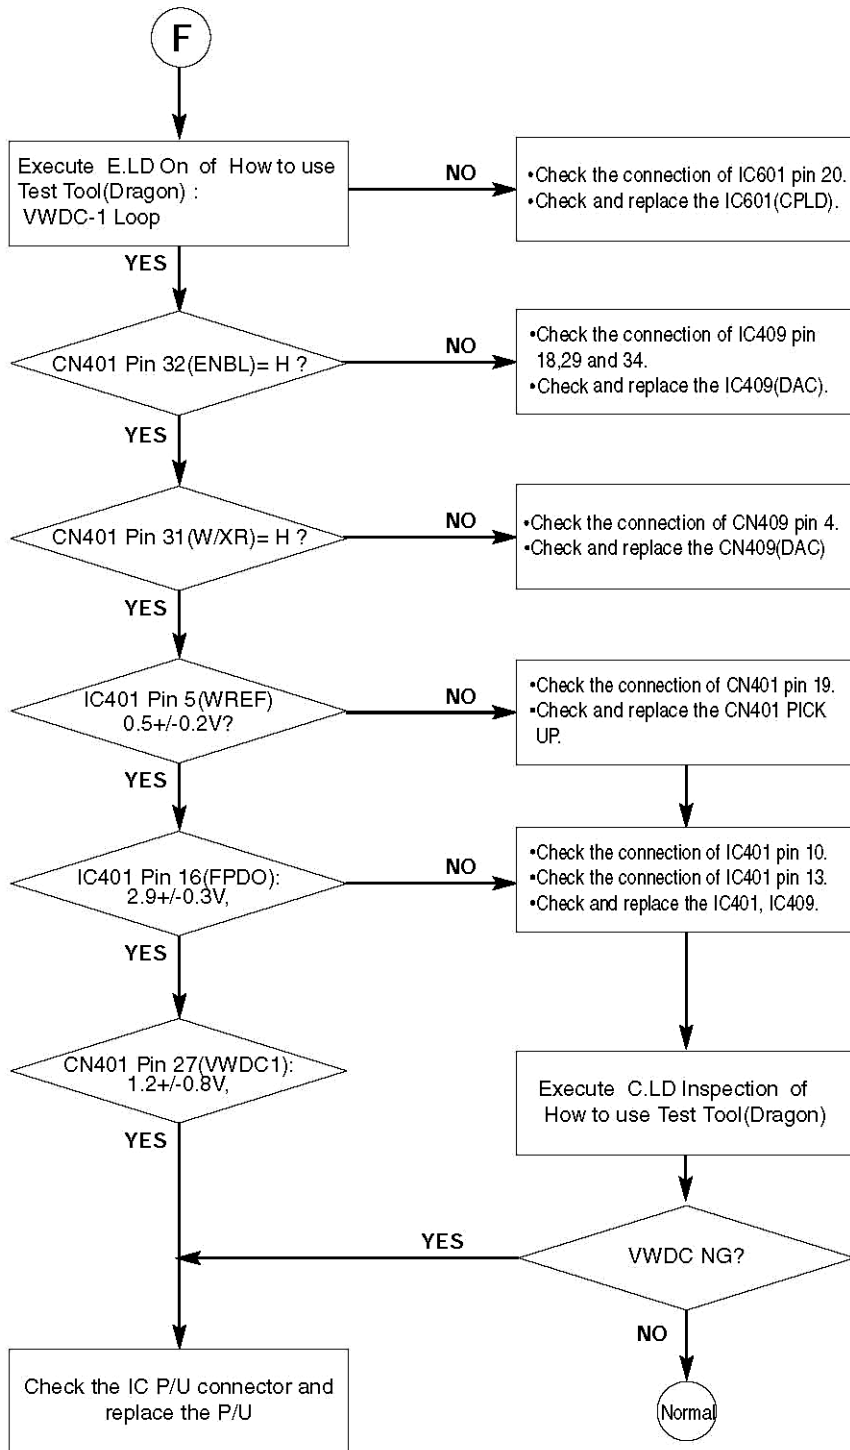 F
Execute E.LD On of How to use
Test Tool(Dragon) :
VWDC-1 Loop
NO
•Check the connection of IC601 pin 20.
•Check and replace the IC601(CPLD).
YES
CN401 Pin 32(ENBL)= H ?
NO
•Check the connection of IC409 pin
18,29 and 34.
•Check and replace the IC409(DAC).
YES
CN401 Pin 31(W/XR)= H ?
NO
•Check the connection of CN409 pin 4.
•Check and replace the CN409(DAC)
YES
IC401 Pin 5(WREF)
0.5+/-0.2V?
NO
•Check the connection of CN401 pin 19.
•Check and replace the CN401 PICK
UP.
YES
IC401 Pin 16(FPDO):
2.9+/-0.3V,
NO
•Check the connection of IC401 pin 10.
•Check the connection of IC401 pin 13.
•Check and replace the IC401, IC409.
YES
CN401 Pin 27(VWDC1):
1.2+/-0.8V,
YES
Execute C.LD Inspection of
How to use Test Tool(Dragon)
VWDC NG?
YES
NO
Check the IC P/U connector and
replace the P/U
Normal